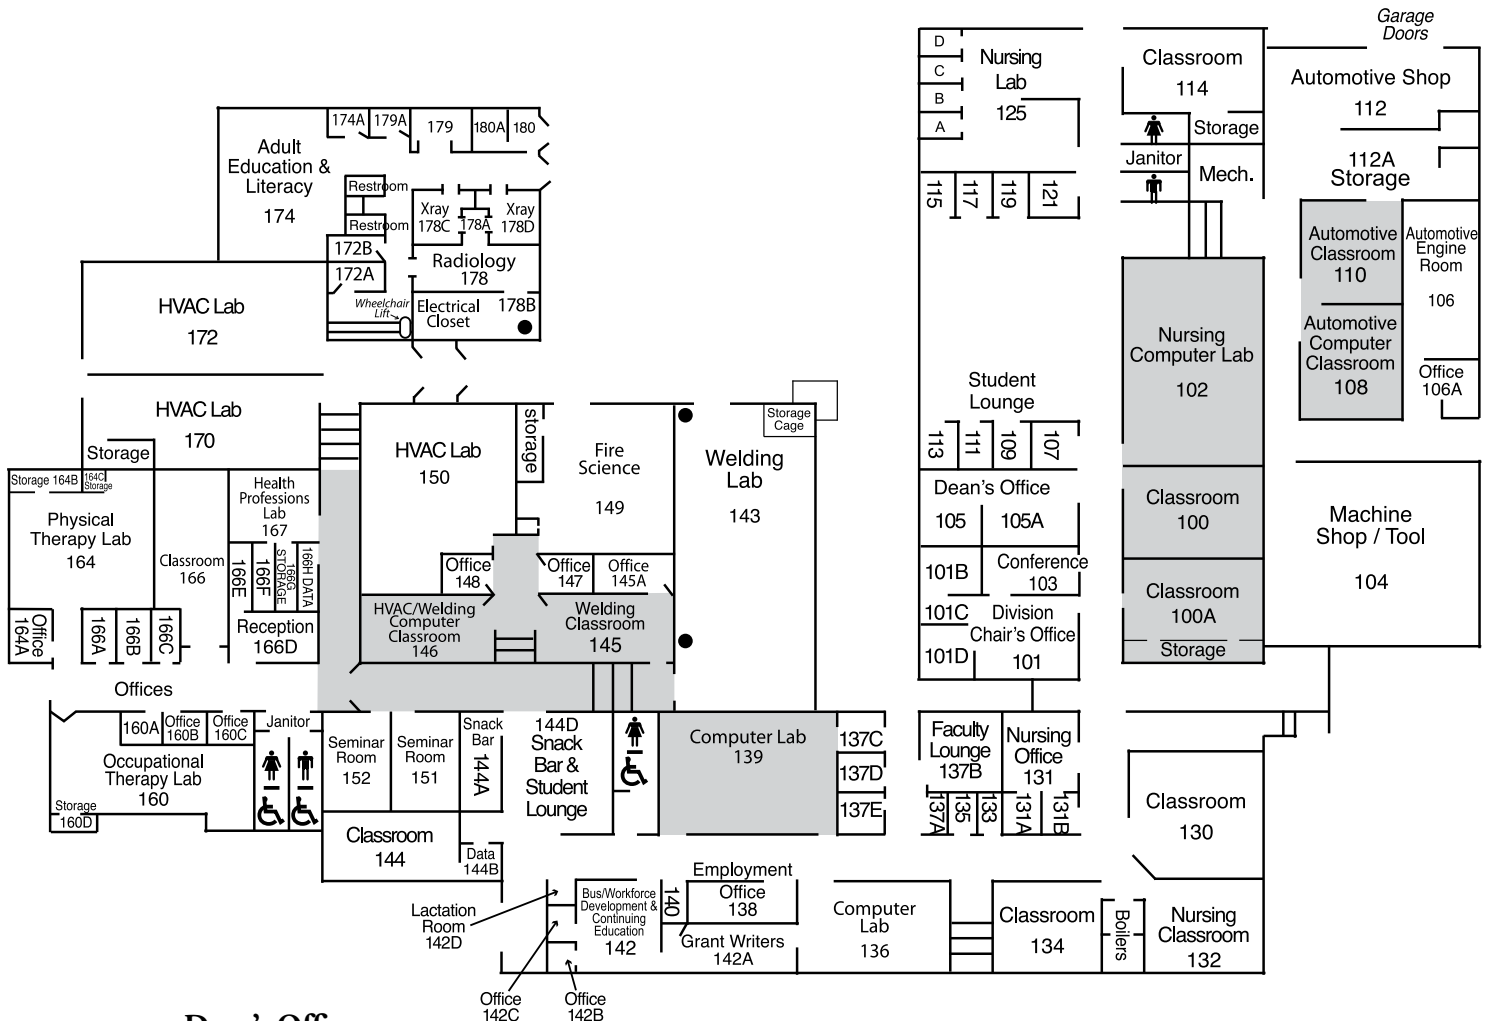 Garage
Doors
D
C
B
A
Nursing
Lab
125
Classroom
114
Storage
Janitor
Mech.
Automotive Shop
112
112A
Storage
115
117
119
121
Automotive
Classroom
110
Automotive
Engine
Room
106
Automotive
Computer
Classroom
108
Office
106A
Nursing
Computer Lab
102
Student
Lounge
113
111
109
107
Dean's Office
105
105A
101B
Conference
103
101C
Division
Chair's Office
101D
101
Classroom
100
Classroom
100A
Storage
Machine
Shop / Tool
104
174A
179A
179
180A
180
Adult
Education &
Literacy
174
Restroom
Restroom
Xray
178C
178A
Xray
178D
172B
172A
Radiology
178
Wheelchair
Lift
Electrical
Closet
178B
HVAC Lab
172
HVAC Lab
170
Storage
Storage 164B
164C
Storage
Physical
Therapy Lab
164
Office
164A
Classroom
166
166A
166B
166C
Health
Professions
Lab
167
166E
166F
166G
STORAGE
166H DATA
Reception
166D
HVAC Lab
150
storage
Fire
Science
149
Office
148
Office
147
Office
145A
HVAC/Welding
Computer
Classroom
146
Welding
Classroom
145
Welding
Lab
143
Storage
Cage
Offices
160A
Office
160B
Office
160C
Janitor
Occupational
Therapy Lab
160
Storage
160D
Seminar
Room
152
Seminar
Room
151
Snack
Bar
144A
144D
Snack
Bar &
Student
Lounge
Computer Lab
139
137C
137D
137E
Faculty
Lounge
137B
Nursing
Office
131
137A
135
133
131A
131B
Classroom
130
Classroom
144
Data
144B
Lactation
Room
142D
Bus/Workforce
Development &
Continuing
Education
142
140
Employment
Office
138
Grant Writers
142A
Computer
Lab
136
Classroom
134
Boilers
Nursing
Classroom
132
Office
142C
Office
142B